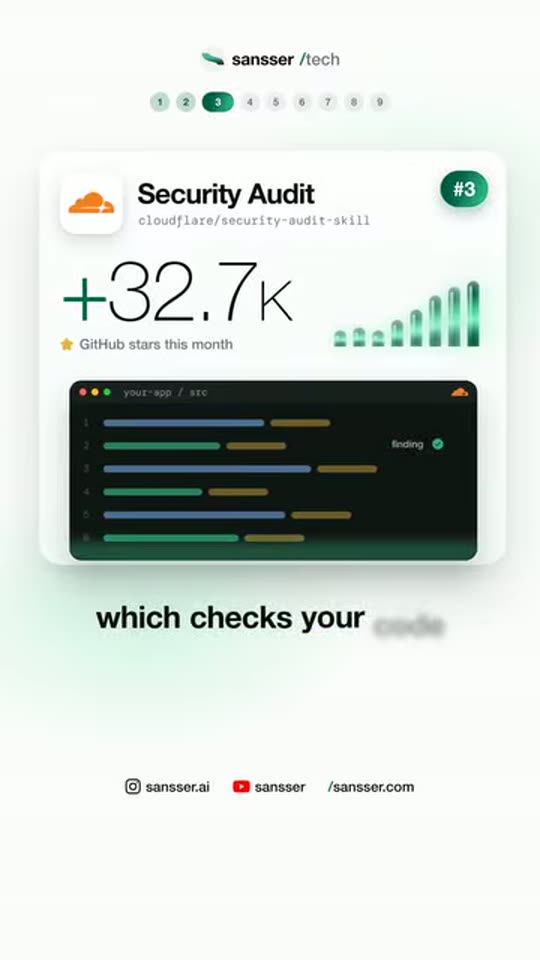 sansser /tech
1 2 3 4 5 6 7 8 9
Security Audit
#3
cloudflare/security-audit-skill
+32.7K
GitHub stars this month
your-app / src
1
2 finding
3
4
5
6
which checks your code
sansser.ai sansser /sansser.com